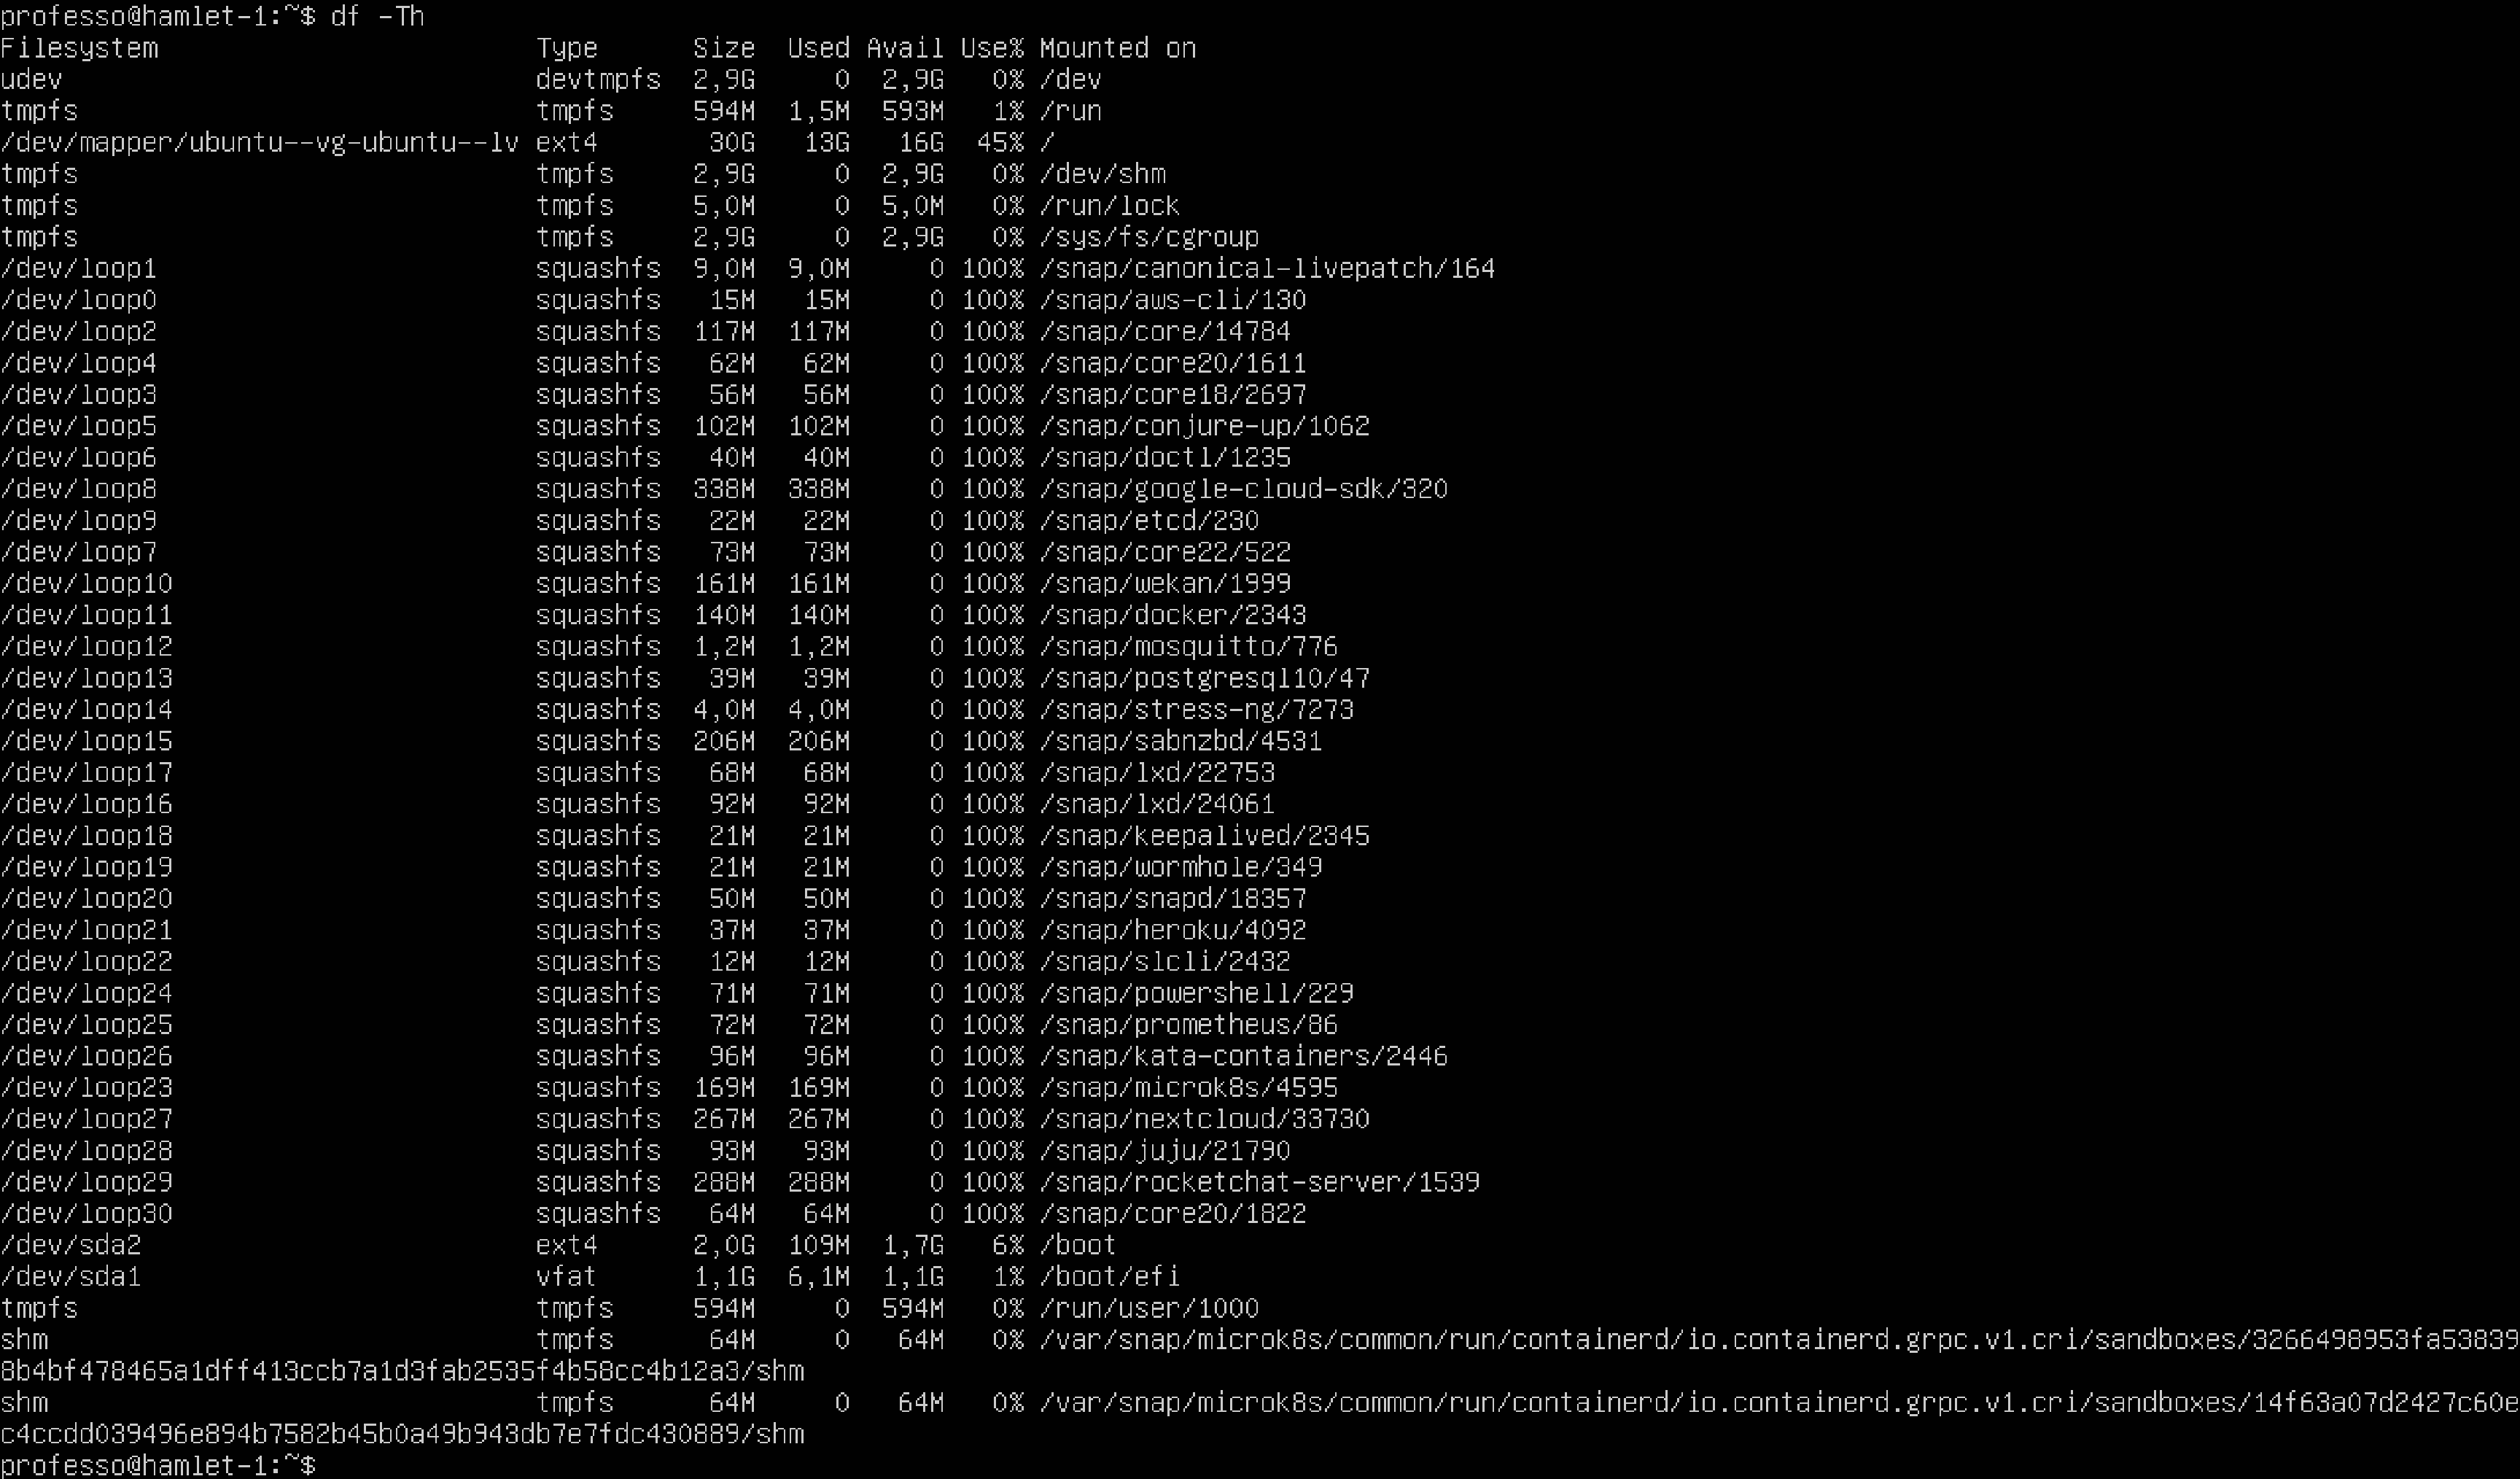 professo@hamlet-1:~$ df -Th
Filesystem                        Type      Size  Used Avail Use% Mounted on
udev                              devtmpfs  2,9G     0  2,9G   0% /dev
tmpfs                             tmpfs     594M  1,5M  593M   1% /run
/dev/mapper/ubuntu--vg-ubuntu--lv ext4       30G   13G   16G  45% /
tmpfs                             tmpfs     2,9G     0  2,9G   0% /dev/shm
tmpfs                             tmpfs     5,0M     0  5,0M   0% /run/lock
tmpfs                             tmpfs     2,9G     0  2,9G   0% /sys/fs/cgroup
/dev/loop1                        squashfs  9,0M  9,0M     0 100% /snap/canonical-livepatch/164
/dev/loop0                        squashfs   15M   15M     0 100% /snap/aws-cli/130
/dev/loop2                        squashfs  117M  117M     0 100% /snap/core/14784
/dev/loop4                        squashfs   62M   62M     0 100% /snap/core20/1611
/dev/loop3                        squashfs   56M   56M     0 100% /snap/core18/2697
/dev/loop5                        squashfs  102M  102M     0 100% /snap/conjure-up/1062
/dev/loop6                        squashfs   40M   40M     0 100% /snap/doctl/1235
/dev/loop8                        squashfs  338M  338M     0 100% /snap/google-cloud-sdk/320
/dev/loop9                        squashfs   22M   22M     0 100% /snap/etcd/230
/dev/loop7                        squashfs   73M   73M     0 100% /snap/core22/522
/dev/loop10                       squashfs  161M  161M     0 100% /snap/wekan/1999
/dev/loop11                       squashfs  140M  140M     0 100% /snap/docker/2343
/dev/loop12                       squashfs  1,2M  1,2M     0 100% /snap/mosquitto/776
/dev/loop13                       squashfs   39M   39M     0 100% /snap/postgresql10/47
/dev/loop14                       squashfs  4,0M  4,0M     0 100% /snap/stress-ng/7273
/dev/loop15                       squashfs  206M  206M     0 100% /snap/sabnzbd/4531
/dev/loop17                       squashfs   68M   68M     0 100% /snap/lxd/22753
/dev/loop16                       squashfs   92M   92M     0 100% /snap/lxd/24061
/dev/loop18                       squashfs   21M   21M     0 100% /snap/keepalived/2345
/dev/loop19                       squashfs   21M   21M     0 100% /snap/wormhole/349
/dev/loop20                       squashfs   50M   50M     0 100% /snap/snapd/18357
/dev/loop21                       squashfs   37M   37M     0 100% /snap/heroku/4092
/dev/loop22                       squashfs   12M   12M     0 100% /snap/slcli/2432
/dev/loop24                       squashfs   71M   71M     0 100% /snap/powershell/229
/dev/loop25                       squashfs   72M   72M     0 100% /snap/prometheus/86
/dev/loop26                       squashfs   96M   96M     0 100% /snap/kata-containers/2446
/dev/loop23                       squashfs  169M  169M     0 100% /snap/microk8s/4595
/dev/loop27                       squashfs  267M  267M     0 100% /snap/nextcloud/33730
/dev/loop28                       squashfs   93M   93M     0 100% /snap/juju/21790
/dev/loop29                       squashfs  288M  288M     0 100% /snap/rocketchat-server/1539
/dev/loop30                       squashfs   64M   64M     0 100% /snap/core20/1822
/dev/sda2                         ext4      2,0G  109M  1,7G   6% /boot
/dev/sda1                         vfat      1,1G  6,1M  1,1G   1% /boot/efi
tmpfs                             tmpfs     594M     0  594M   0% /run/user/1000
shm                               tmpfs      64M     0   64M   0% /var/snap/microk8s/common/run/containerd/io.containerd.grpc.v1.cri/sandboxes/3266498953fa53839
8b4bf478465a1dff413ccb7a1d3fab2535f4b58cc4b12a3/shm
shm                               tmpfs      64M     0   64M   0% /var/snap/microk8s/common/run/containerd/io.containerd.grpc.v1.cri/sandboxes/14f63a07d2427c60e
c4ccdd039496e894b7582b45b0a49b943db7e7fdc430889/shm
professo@hamlet-1:~$